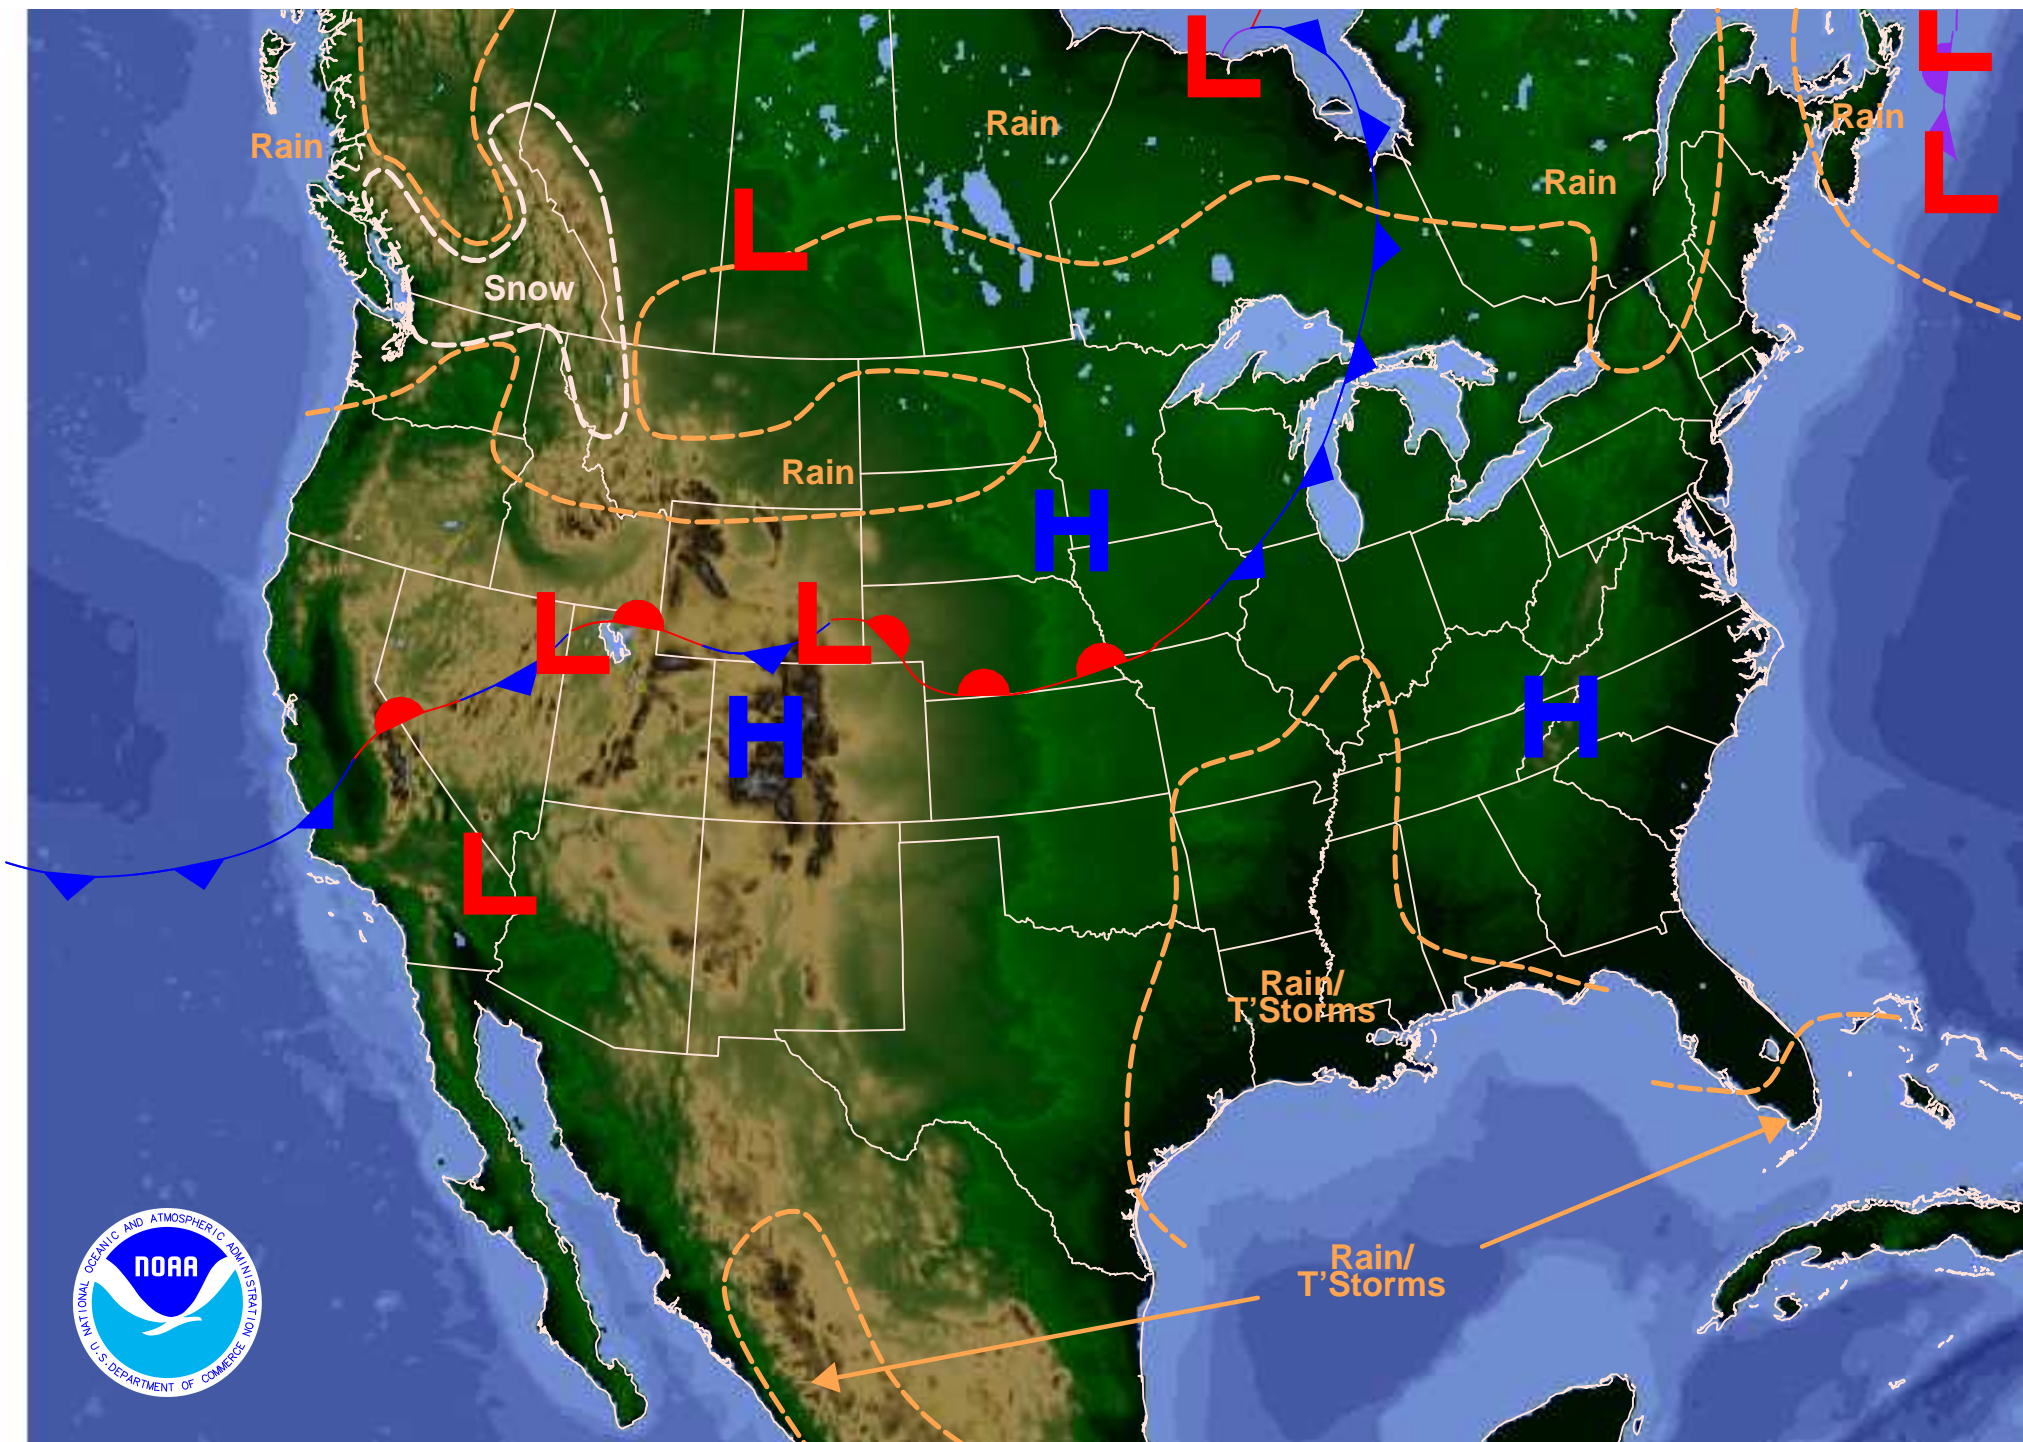 L
L
Rain
Rain
Rain
L
Rain
L
Snow
Rain
H
L
L
H
H
L
Rain/
T'Storms
Rain/
T'Storms
NATIONAL OCEANIC AND ATMOSPHERIC ADMINISTRATION
NOAA
U.S. DEPARTMENT OF COMMERCE